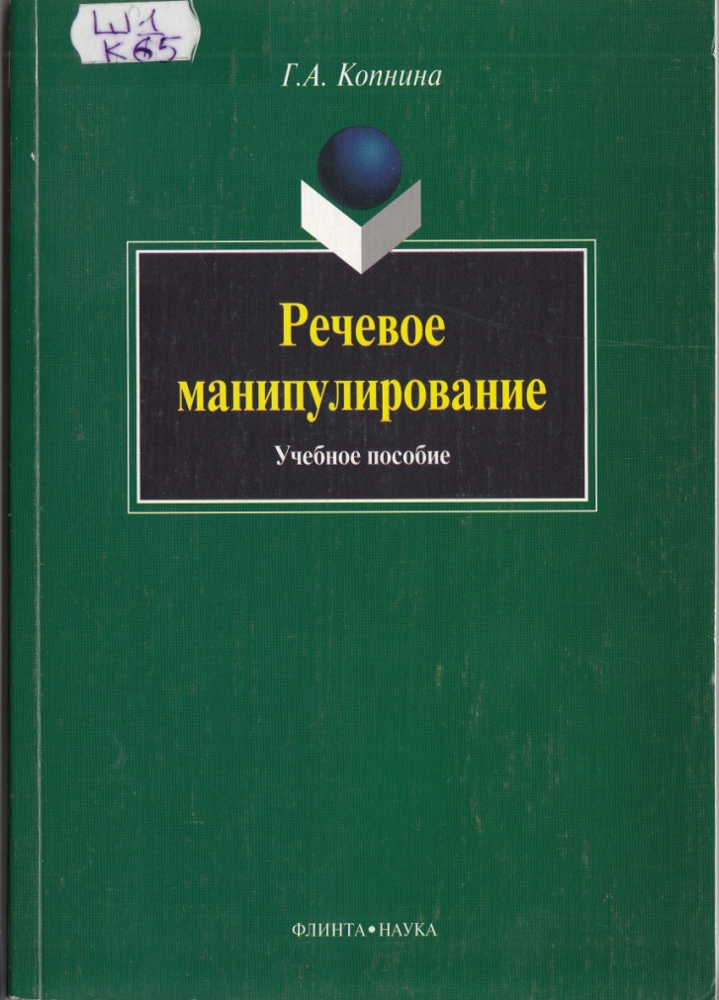 Ш1
К65
Г.А. Копнина
Речевое
манипулирование
Учебное пособие
ФЛИНТА•НАУКА